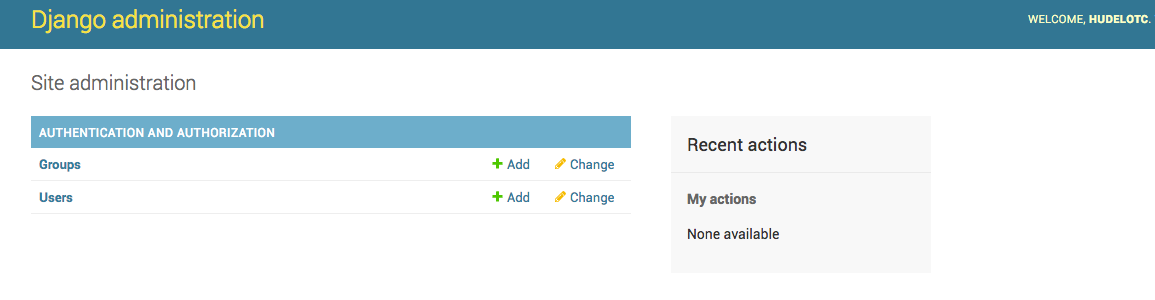 Django administration
WELCOME, HUDELOTC.
Site administration
AUTHENTICATION AND AUTHORIZATION
Groups Add Change
Users Add Change
Recent actions
My actions
None available